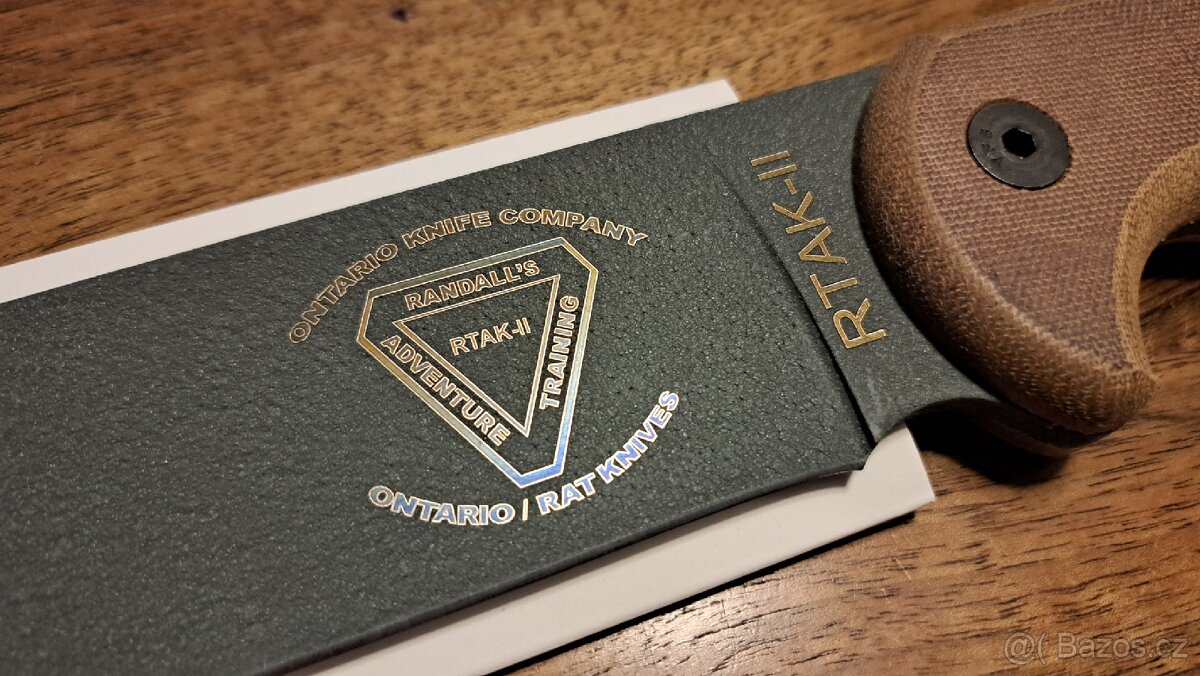 ONTARIO KNIFE COMPANY
RANDALL'S
ADVENTURE
TRAINING
RTAK-II
ONTARIO / RAT KNIVES
RTAK-II
@( Bazos.cz